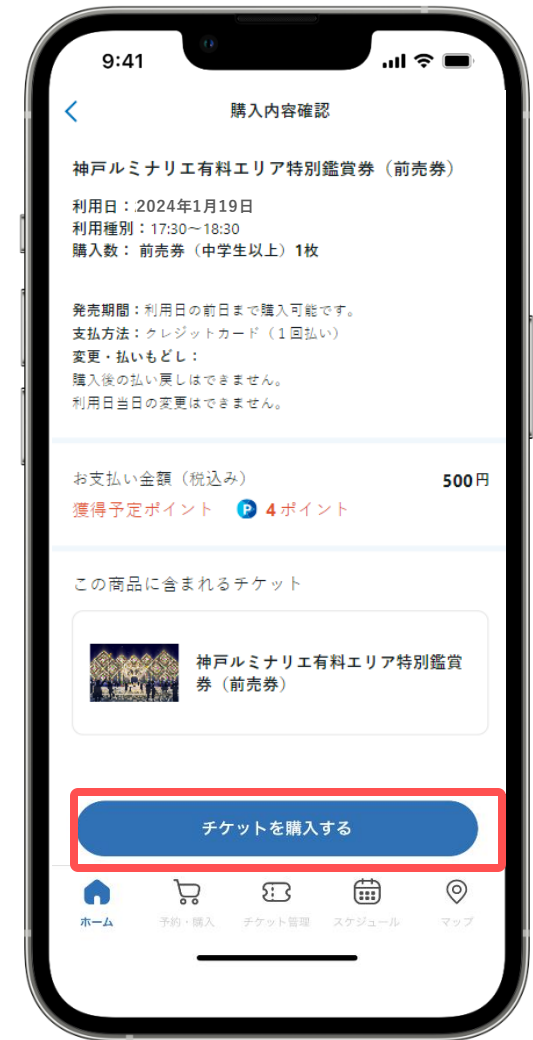 9:41
購入内容確認
神戸ルミナリエ有料エリア特別鑑賞券（前売券）
利用日：2024年1月19日
利用種別：17:30～18:30
購入数： 前売券（中学生以上）1枚
発売期間：利用日の前日まで購入可能です。
支払方法：クレジットカード（1回払い）
変更・払いもどし：
購入後の払い戻しはできません。
利用日当日の変更はできません。
お支払い金額（税込み） 500円
獲得予定ポイント P 4ポイント
この商品に含まれるチケット
神戸ルミナリエ有料エリア特別鑑賞
券（前売券）
チケットを購入する
ホーム 予約・購入 チケット管理 スケジュール マップ